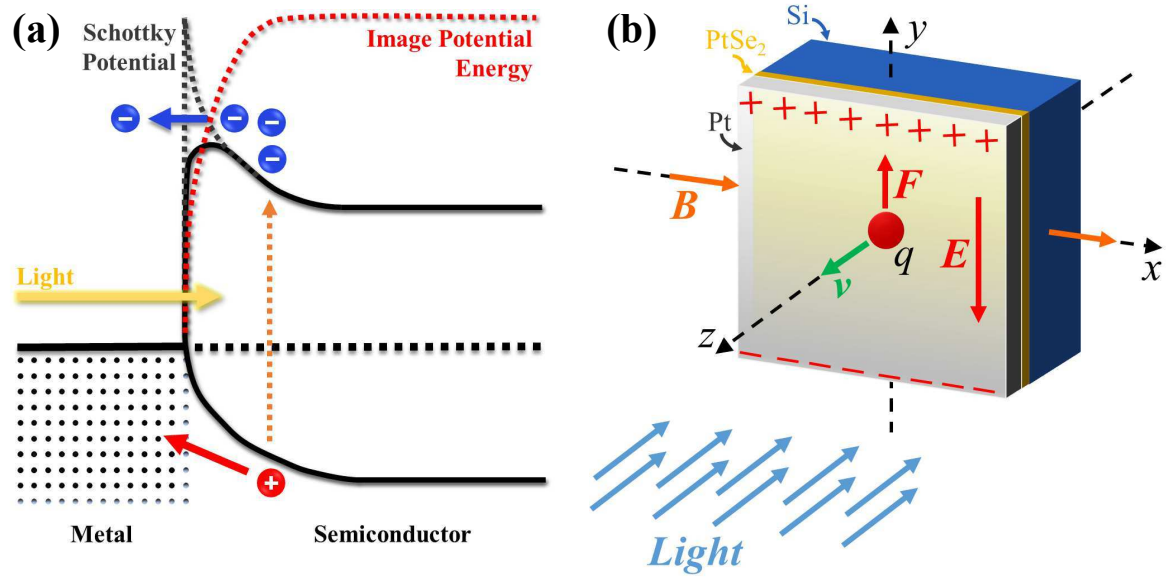 (a)
Schottky
Potential
Image Potential
Energy
Light
Metal
Semiconductor
(b)
Si
PtSe₂
Pt
y
B
F
q
E
v
x
z
Light